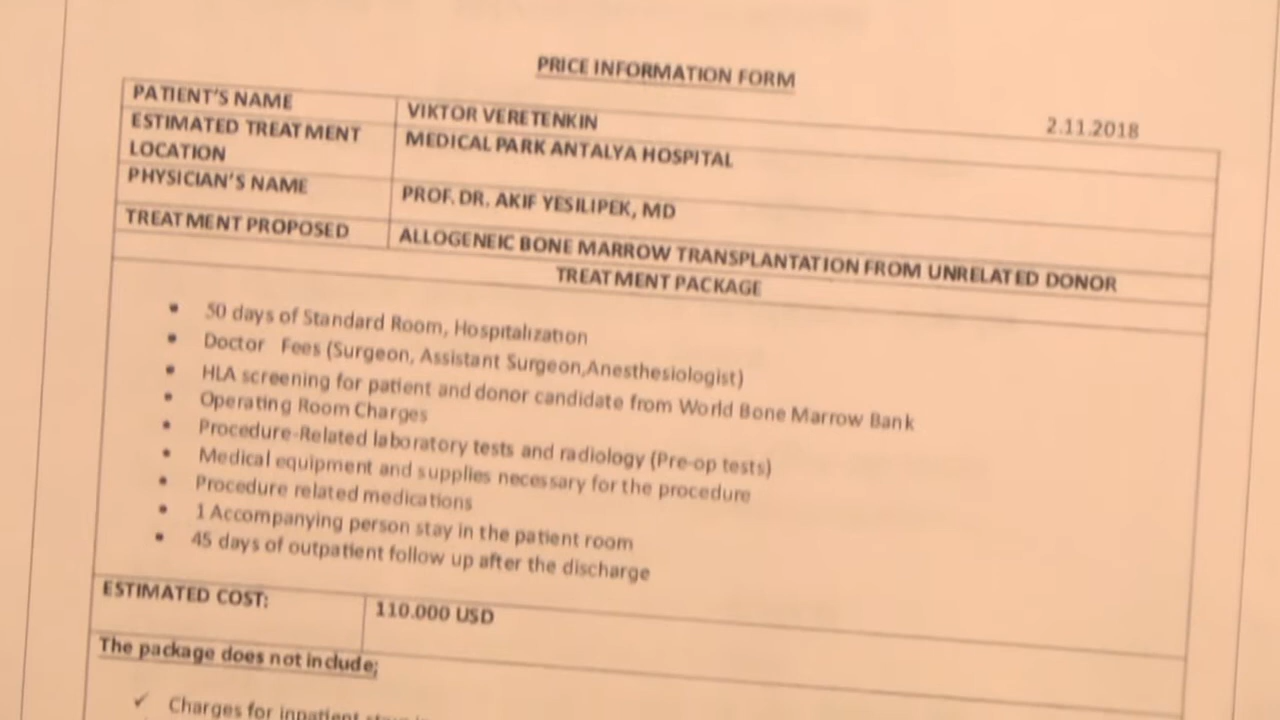 PRICE INFORMATION FORM
2.11.2018
PATIENT'S NAME VIKTOR VERETENKIN
ESTIMATED TREATMENT LOCATION MEDICAL PARK ANTALYA HOSPITAL
PHYSICIAN'S NAME PROF. DR. AKIF YESILIPEK, MD
TREATMENT PROPOSED ALLOGENEIC BONE MARROW TRANSPLANTATION FROM UNRELATED DONOR
TREATMENT PACKAGE
• 50 days of Standard Room, Hospitalization
• Doctor Fees (Surgeon, Assistant Surgeon,Anesthesiologist)
• HLA screening for patient and donor candidate from World Bone Marrow Bank
• Operating Room Charges
• Procedure-Related laboratory tests and radiology (Pre-op tests)
• Medical equipment and supplies necessary for the procedure
• Procedure related medications
• 1 Accompanying person stay in the patient room
• 45 days of outpatient follow up after the discharge
ESTIMATED COST: 110.000 USD
The package does not include;
✓ Charges for inpatient